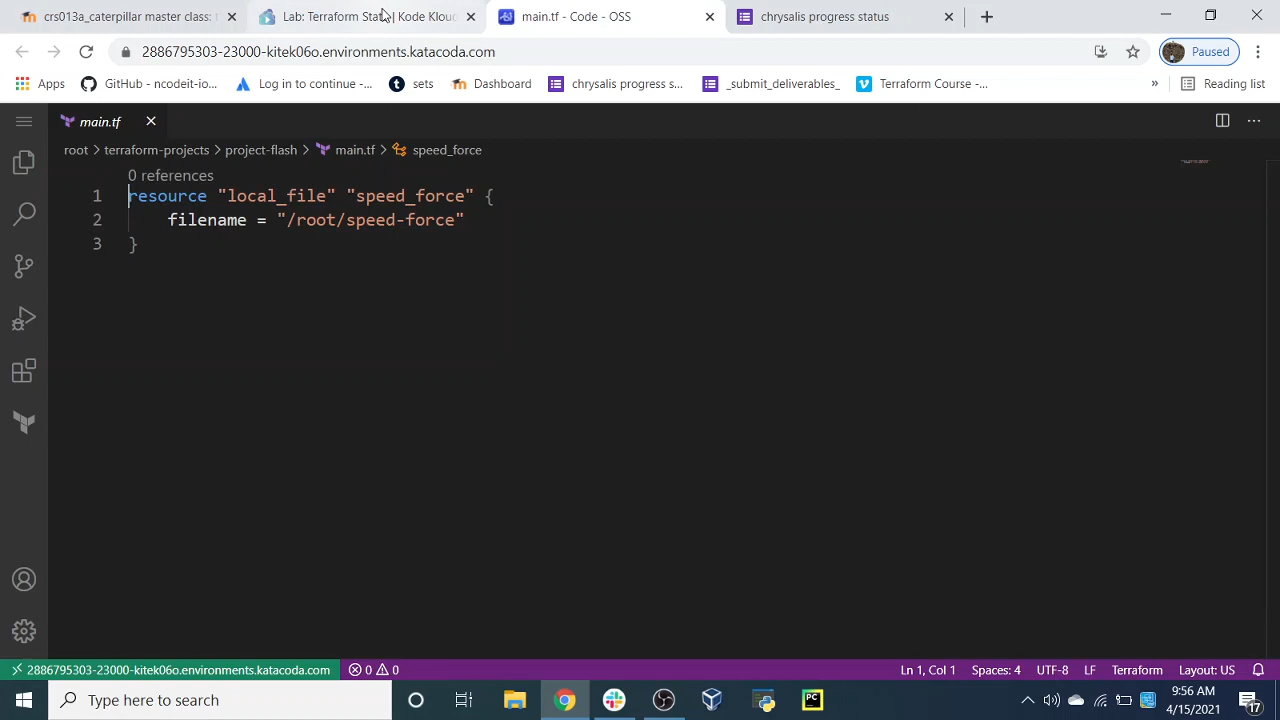 ts013a_caterpillar master class: t
Lab: Terraform State | Kode Kloud
main.tf - Code - OSS
chrysalis progress status
2886795303-23000-kitek06o.environments.katacoda.com
Paused
Apps
GitHub - ncodeit-io...
Log in to continue -...
sets
Dashboard
chrysalis progress s...
_submit_deliverables_
Terraform Course -...
»
Reading list
main.tf
root > terraform-projects > project-flash > main.tf > speed_force
0 references
1 resource "local_file" "speed_force" {
2 filename = "/root/speed-force"
3 }
2886795303-23000-kitek06o.environments.katacoda.com
0 0
Ln 1, Col 1
Spaces: 4
UTF-8
LF
Terraform
Layout: US
Type here to search
PC
9:56 AM
4/15/2021
17